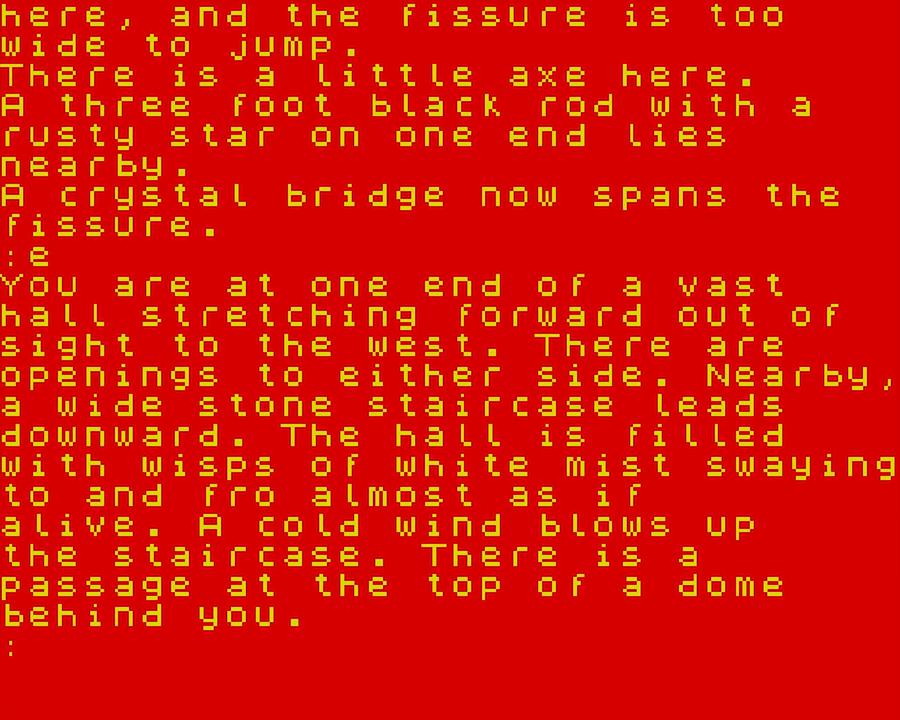 here, and the fissure is too
wide to jump.
There is a little axe here.
A three foot black rod with a
rusty star on one end lies
nearby.
A crystal bridge now spans the
fissure.
:e
You are at one end of a vast
hall stretching forward out of
sight to the west. There are
openings to either side. Nearby,
a wide stone staircase leads
downward. The hall is filled
with wisps of white mist swaying
to and fro almost as if
alive. A cold wind blows up
the staircase. There is a
passage at the top of a dome
behind you.
: